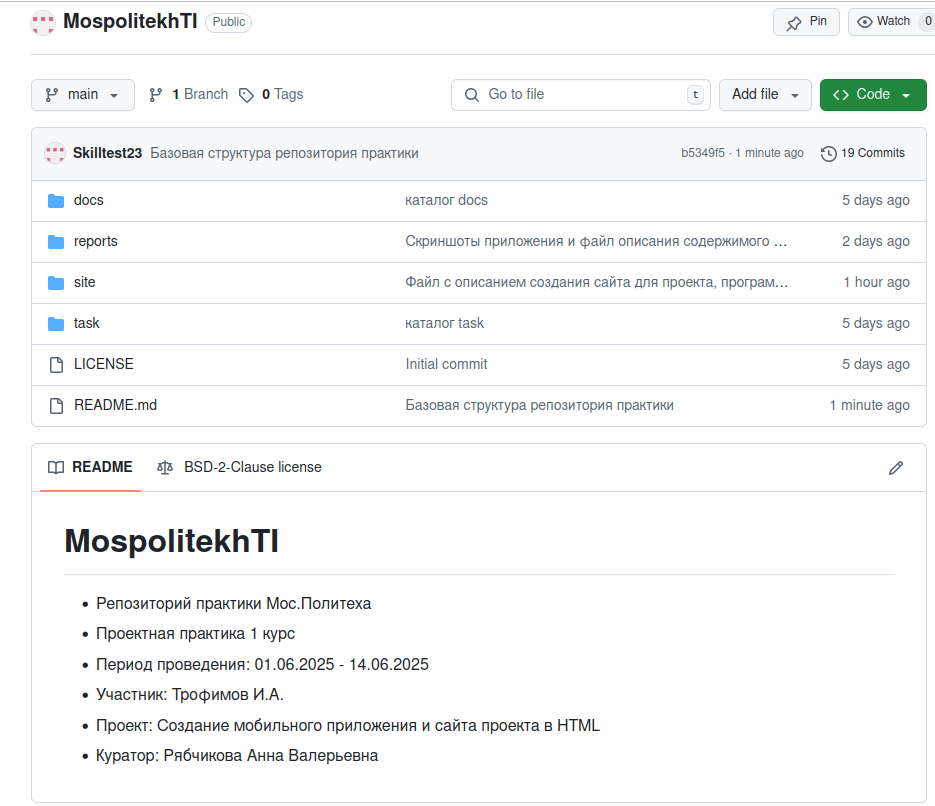 MospolitekhTI Public Pin Watch 0
main 1 Branch 0 Tags Go to file t Add file Code
Skilltest23 Базовая структура репозитория практики b5349f5 · 1 minute ago 19 Commits
docs каталог docs 5 days ago
reports Скриншоты приложения и файл описания содержимого … 2 days ago
site Файл с описанием создания сайта для проекта, програм… 1 hour ago
task каталог task 5 days ago
LICENSE Initial commit 5 days ago
README.md Базовая структура репозитория практики 1 minute ago
README BSD-2-Clause license
MospolitekhTI
• Репозиторий практики Мос.Политеха
• Проектная практика 1 курс
• Период проведения: 01.06.2025 - 14.06.2025
• Участник: Трофимов И.А.
• Проект: Создание мобильного приложения и сайта проекта в HTML
• Куратор: Рябчикова Анна Валерьевна